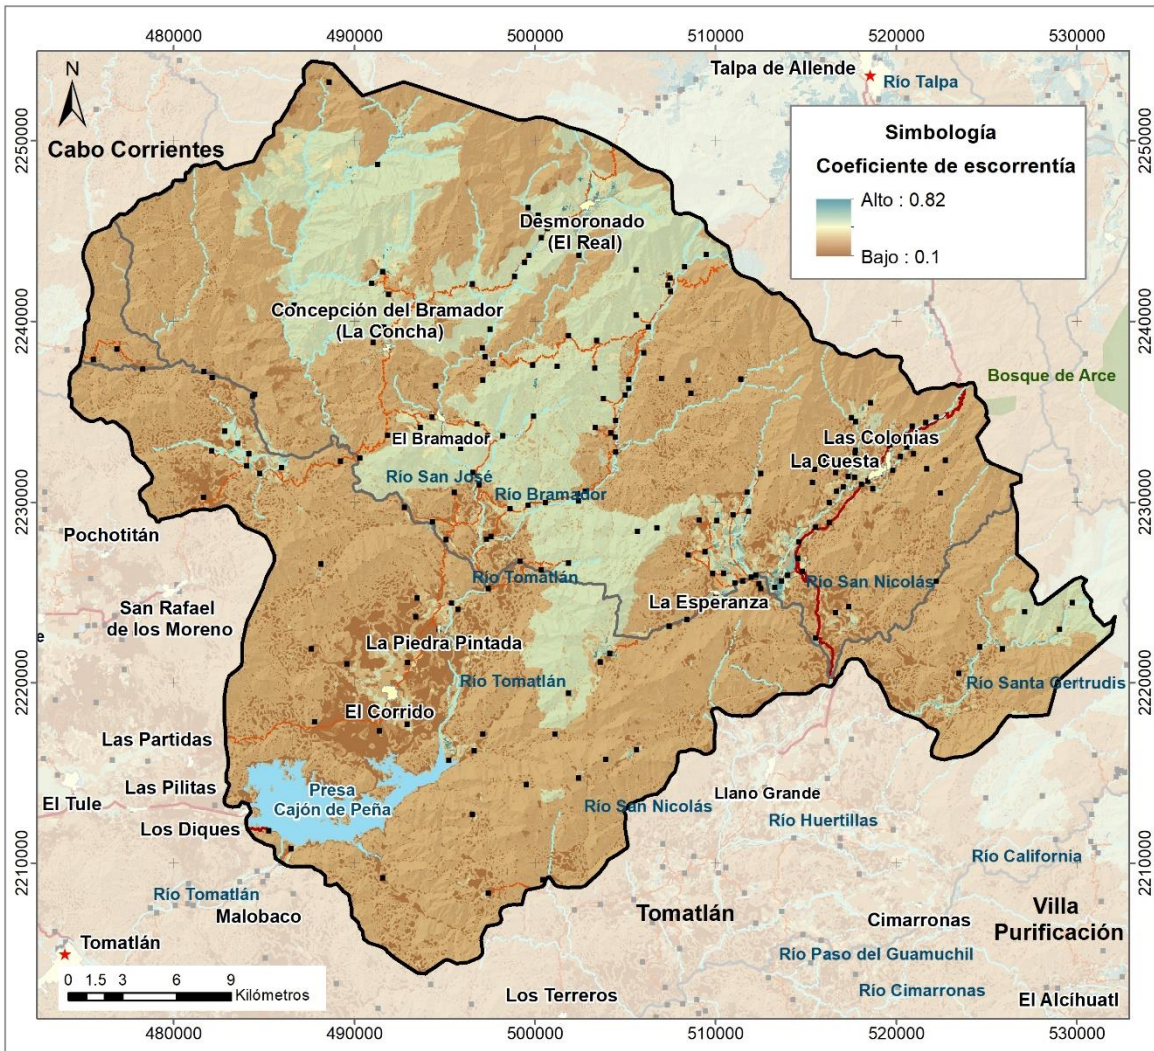 480000
490000
500000
510000
520000
530000
N
Talpa de Allende
Río Talpa
Simbología
Coeficiente de escorrentía
Alto : 0.82
Bajo : 0.1
2250000
2250000
Cabo Corrientes
Desmoronado
(El Real)
2240000
2240000
Concepción del Bramador
(La Concha)
Bosque de Arce
El Bramador
Las Colonias
La Cuesta
Río San José
Río Bramador
2230000
2230000
Pochotitán
Río Tomatlán
Río San Nicolás
La Esperanza
San Rafael
de los Moreno
e
La Piedra Pintada
Río Tomatlán
2220000
2220000
Río Santa Gertrudis
El Corrido
Las Partidas
Las Pilitas
Presa
Cajón de Peña
El Tule
Los Diques
Río San Nicolás
Llano Grande
Río Huertillas
2210000
2210000
Río California
Río Tomatlán
Malobaco
Tomatlán
Cimarronas
Villa
Purificación
Tomatlán
Río Paso del Guamuchil
0 1.5 3 6 9
Kilómetros
Los Terreros
Río Cimarronas
El Alcíhuatl
480000
490000
500000
510000
520000
530000